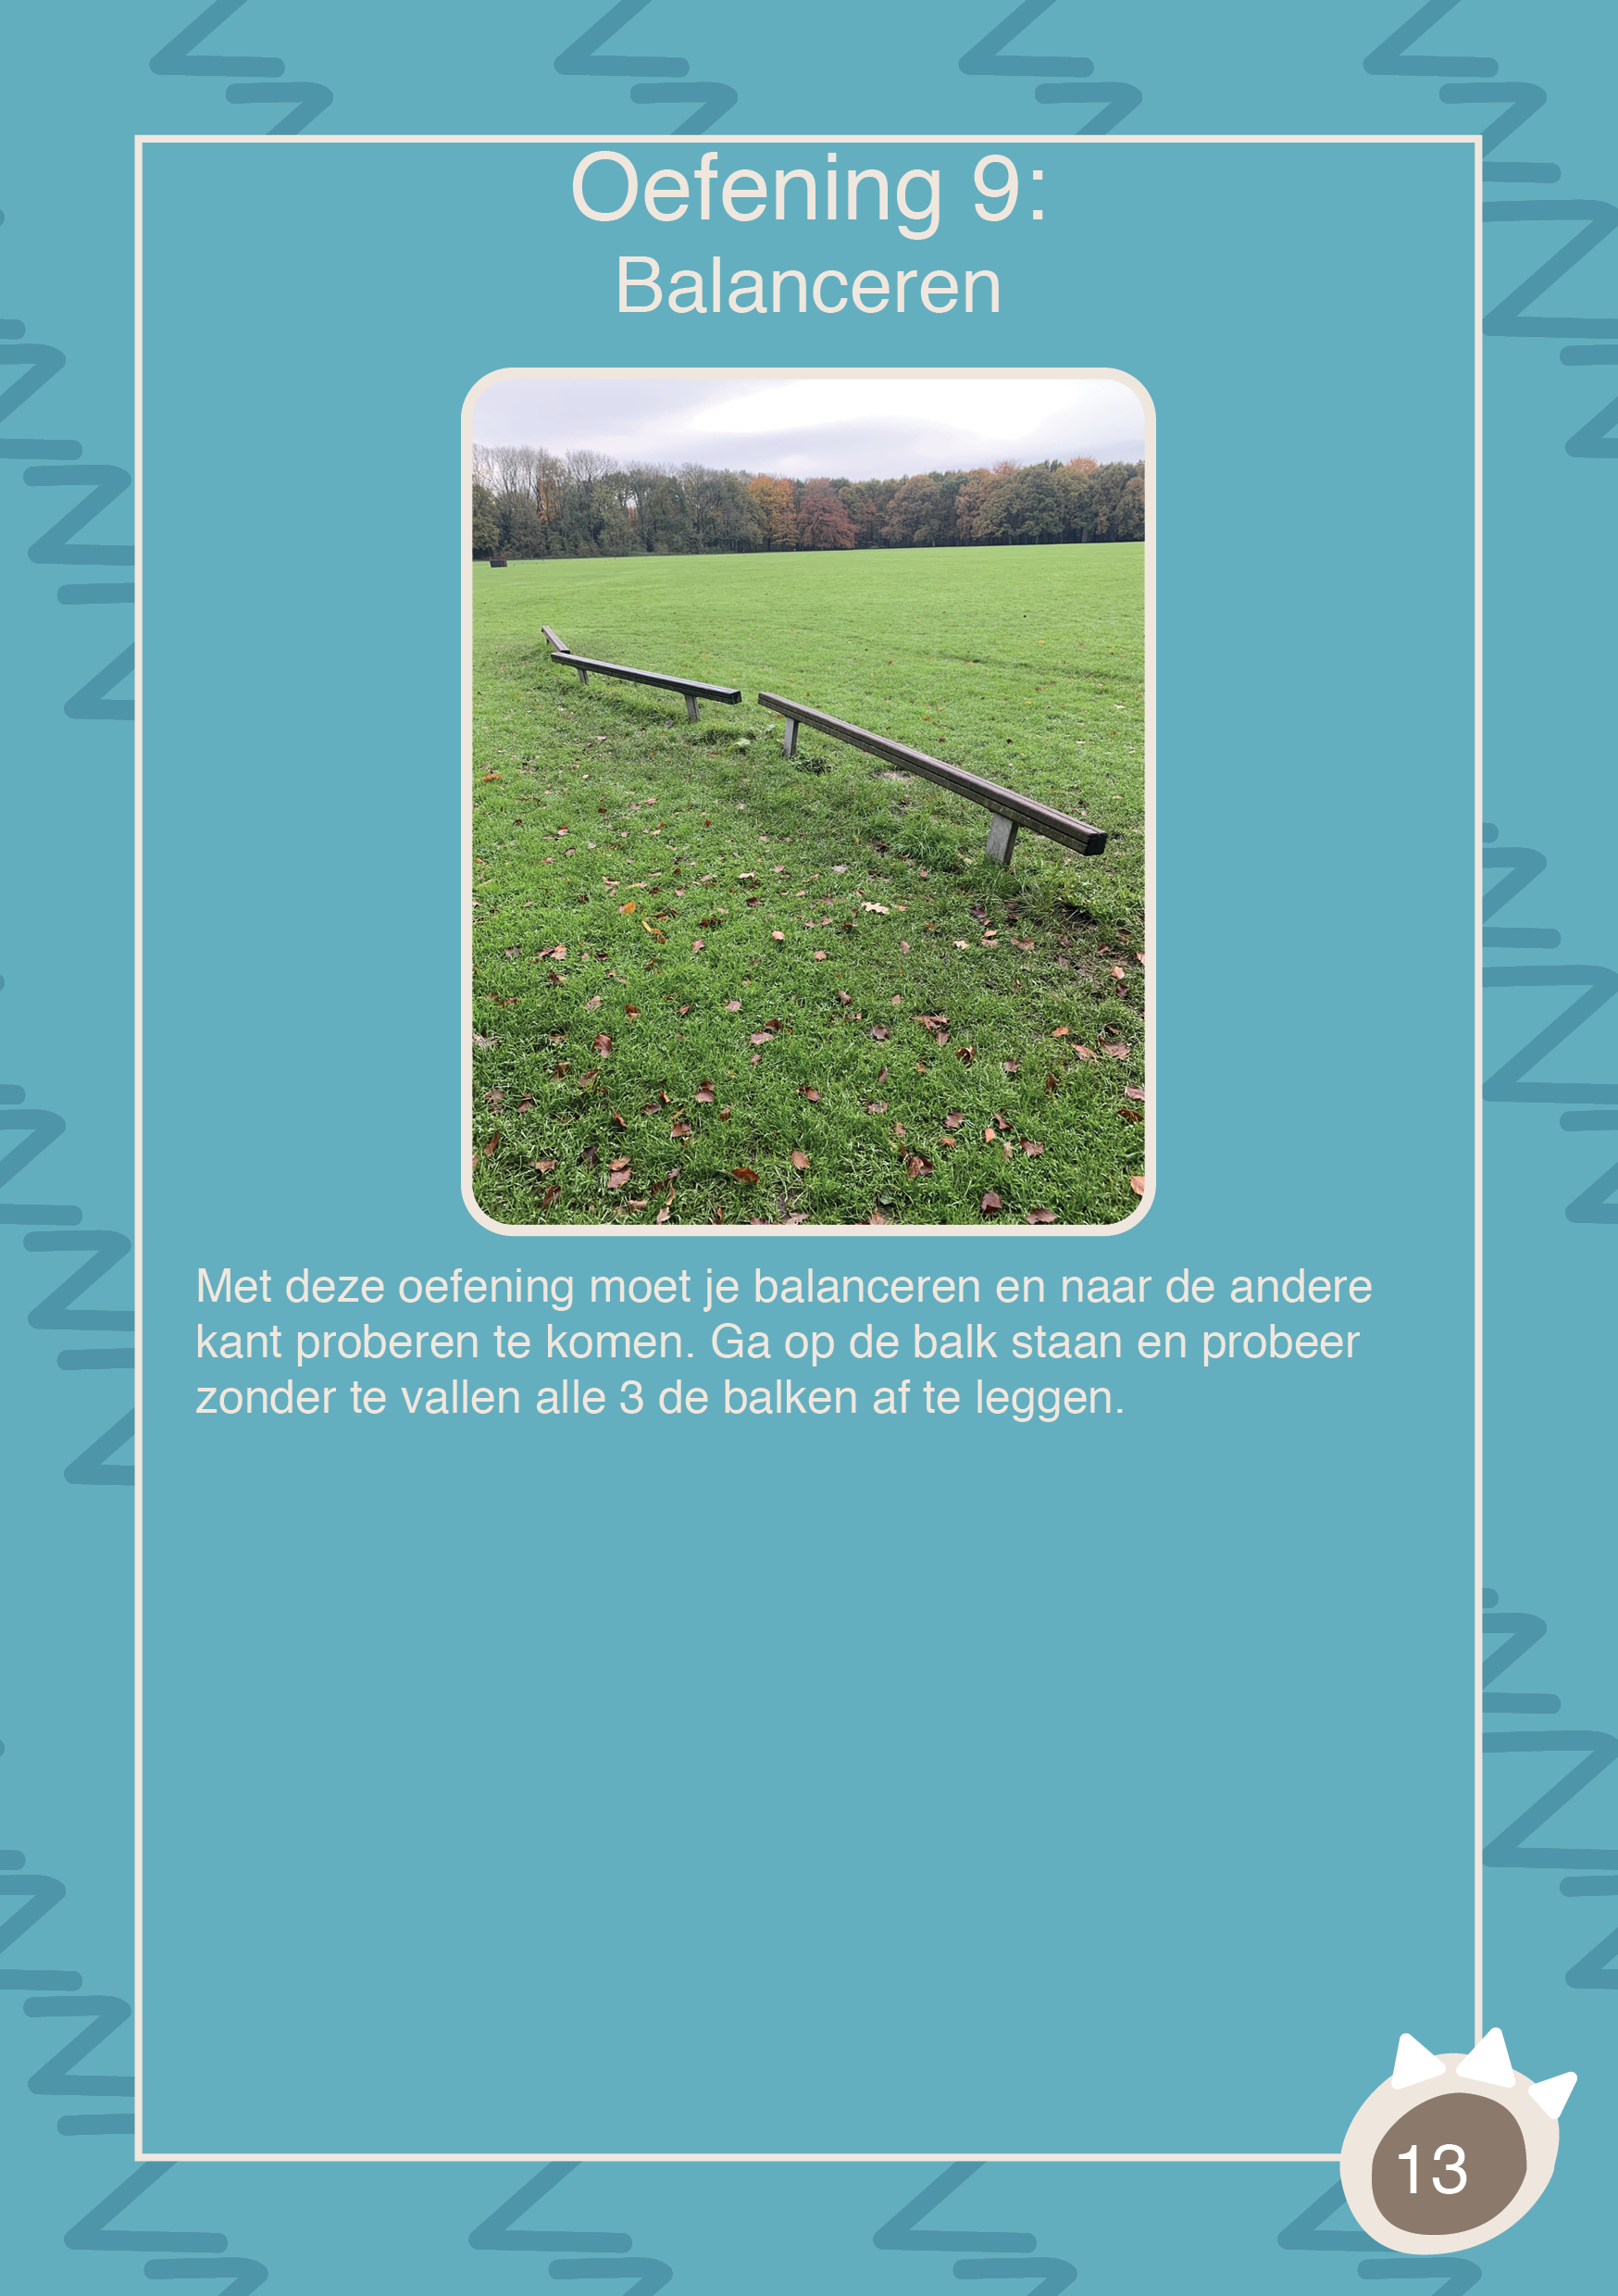 Oefening 9:
Balanceren
Met deze oefening moet je balanceren en naar de andere
kant proberen te komen. Ga op de balk staan en probeer
zonder te vallen alle 3 de balken af te leggen.
13